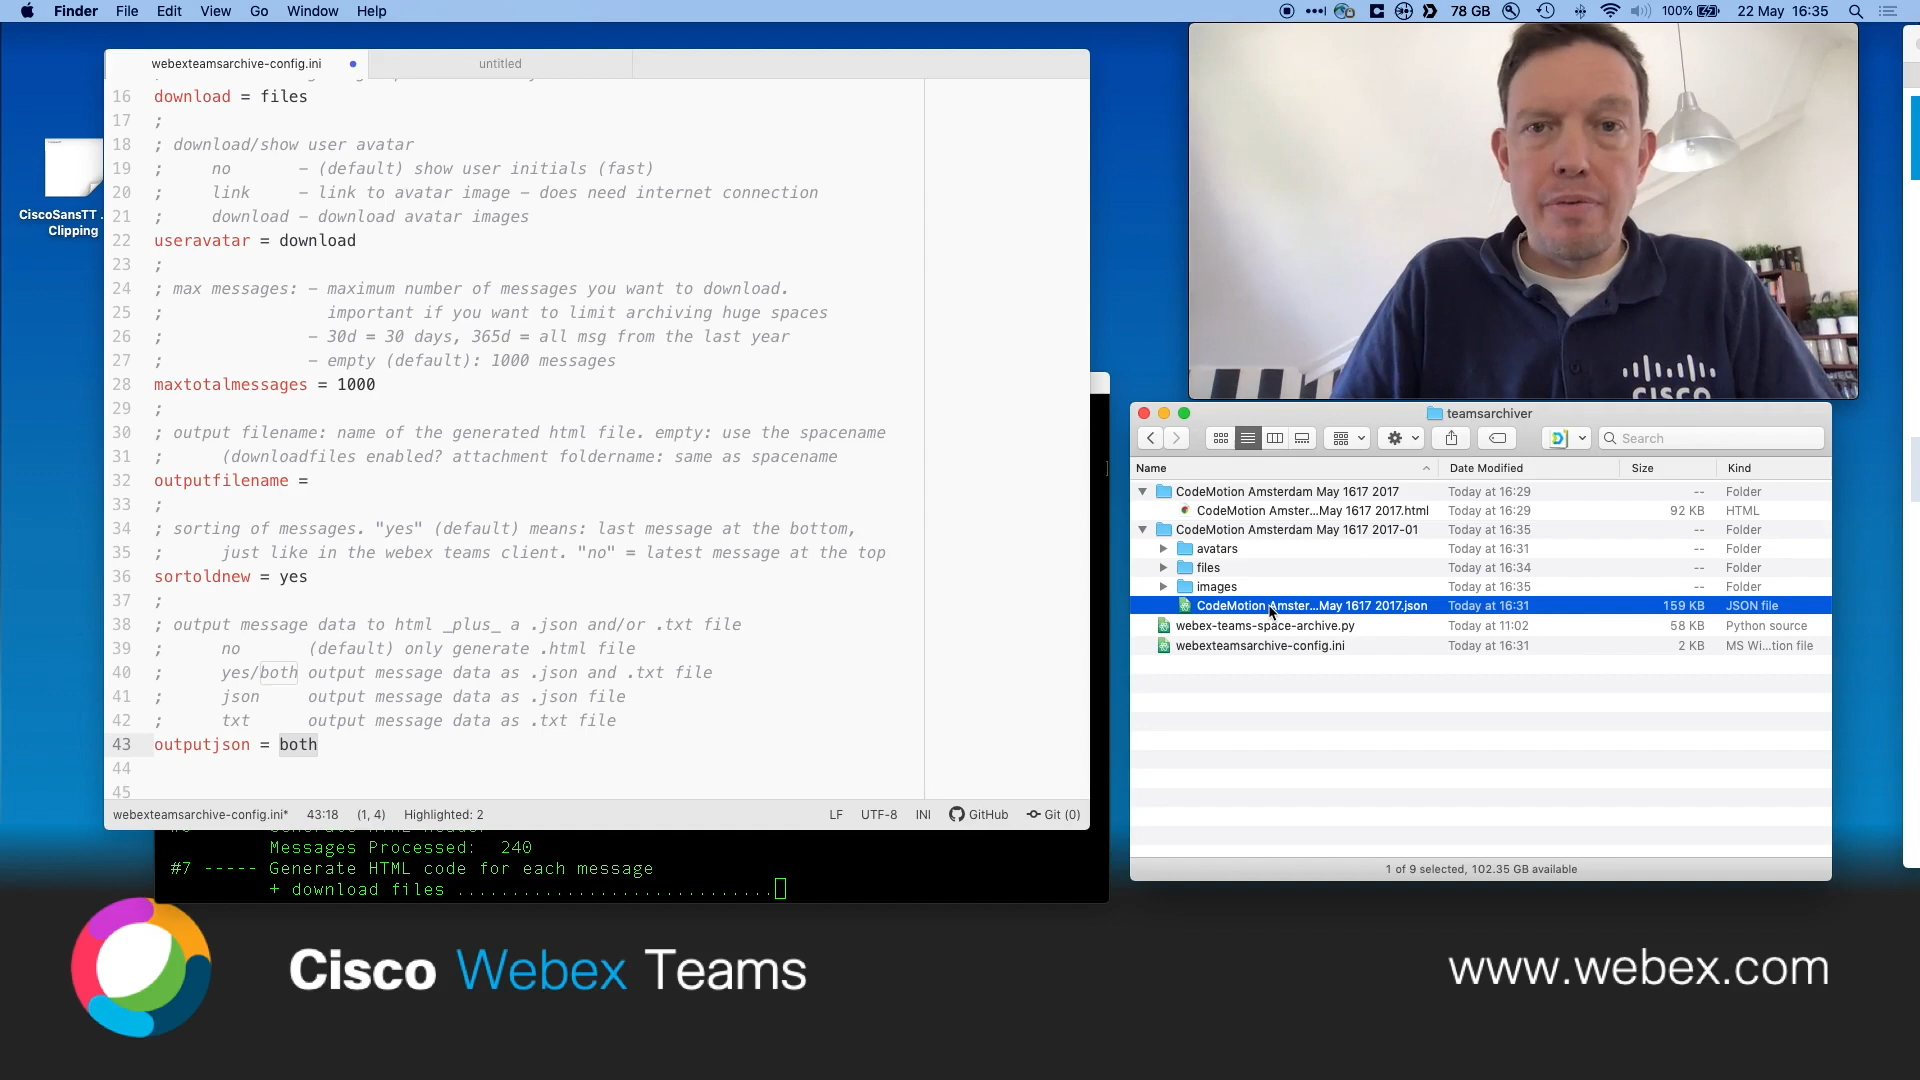 Finder File Edit View Go Window Help
78 GB 100% 22 May 16:35
CiscoSansTT ...
Clipping
webexteamsarchive-config.ini
untitled
16 download = files
17 ;
18 ; download/show user avatar
19 ; no – (default) show user initials (fast)
20 ; link – link to avatar image – does need internet connection
21 ; download – download avatar images
22 useravatar = download
23 ;
24 ; max messages: – maximum number of messages you want to download.
25 ; important if you want to limit archiving huge spaces
26 ; – 30d = 30 days, 365d = all msg from the last year
27 ; – empty (default): 1000 messages
28 maxtotalmessages = 1000
29 ;
30 ; output filename: name of the generated html file. empty: use the spacename
31 ; (downloadfiles enabled? attachment foldername: same as spacename
32 outputfilename =
33 ;
34 ; sorting of messages. "yes" (default) means: last message at the bottom,
35 ; just like in the webex teams client. "no" = latest message at the top
36 sortoldnew = yes
37 ;
38 ; output message data to html _plus_ a .json and/or .txt file
39 ; no (default) only generate .html file
40 ; yes/both output message data as .json and .txt file
41 ; json output message data as .json file
42 ; txt output message data as .txt file
43 outputjson = both
44
45
webexteamsarchive-config.ini* 43:18 (1, 4) Highlighted: 2 LF UTF-8 INI GitHub Git (0)
Messages Processed: 240
#7 ----- Generate HTML code for each message
+ download files .............................
cisco
teamsarchiver
Search
Name Date Modified Size Kind
CodeMotion Amsterdam May 1617 2017 Today at 16:29 -- Folder
CodeMotion Amster...May 1617 2017.html Today at 16:29 92 KB HTML
CodeMotion Amsterdam May 1617 2017-01 Today at 16:35 -- Folder
avatars Today at 16:31 -- Folder
files Today at 16:34 -- Folder
images Today at 16:35 -- Folder
CodeMotion Amster...May 1617 2017.json Today at 16:31 159 KB JSON file
webex-teams-space-archive.py Today at 11:02 58 KB Python source
webexteamsarchive-config.ini Today at 16:31 2 KB MS Wi...tion file
1 of 9 selected, 102.35 GB available
Cisco Webex Teams
www.webex.com